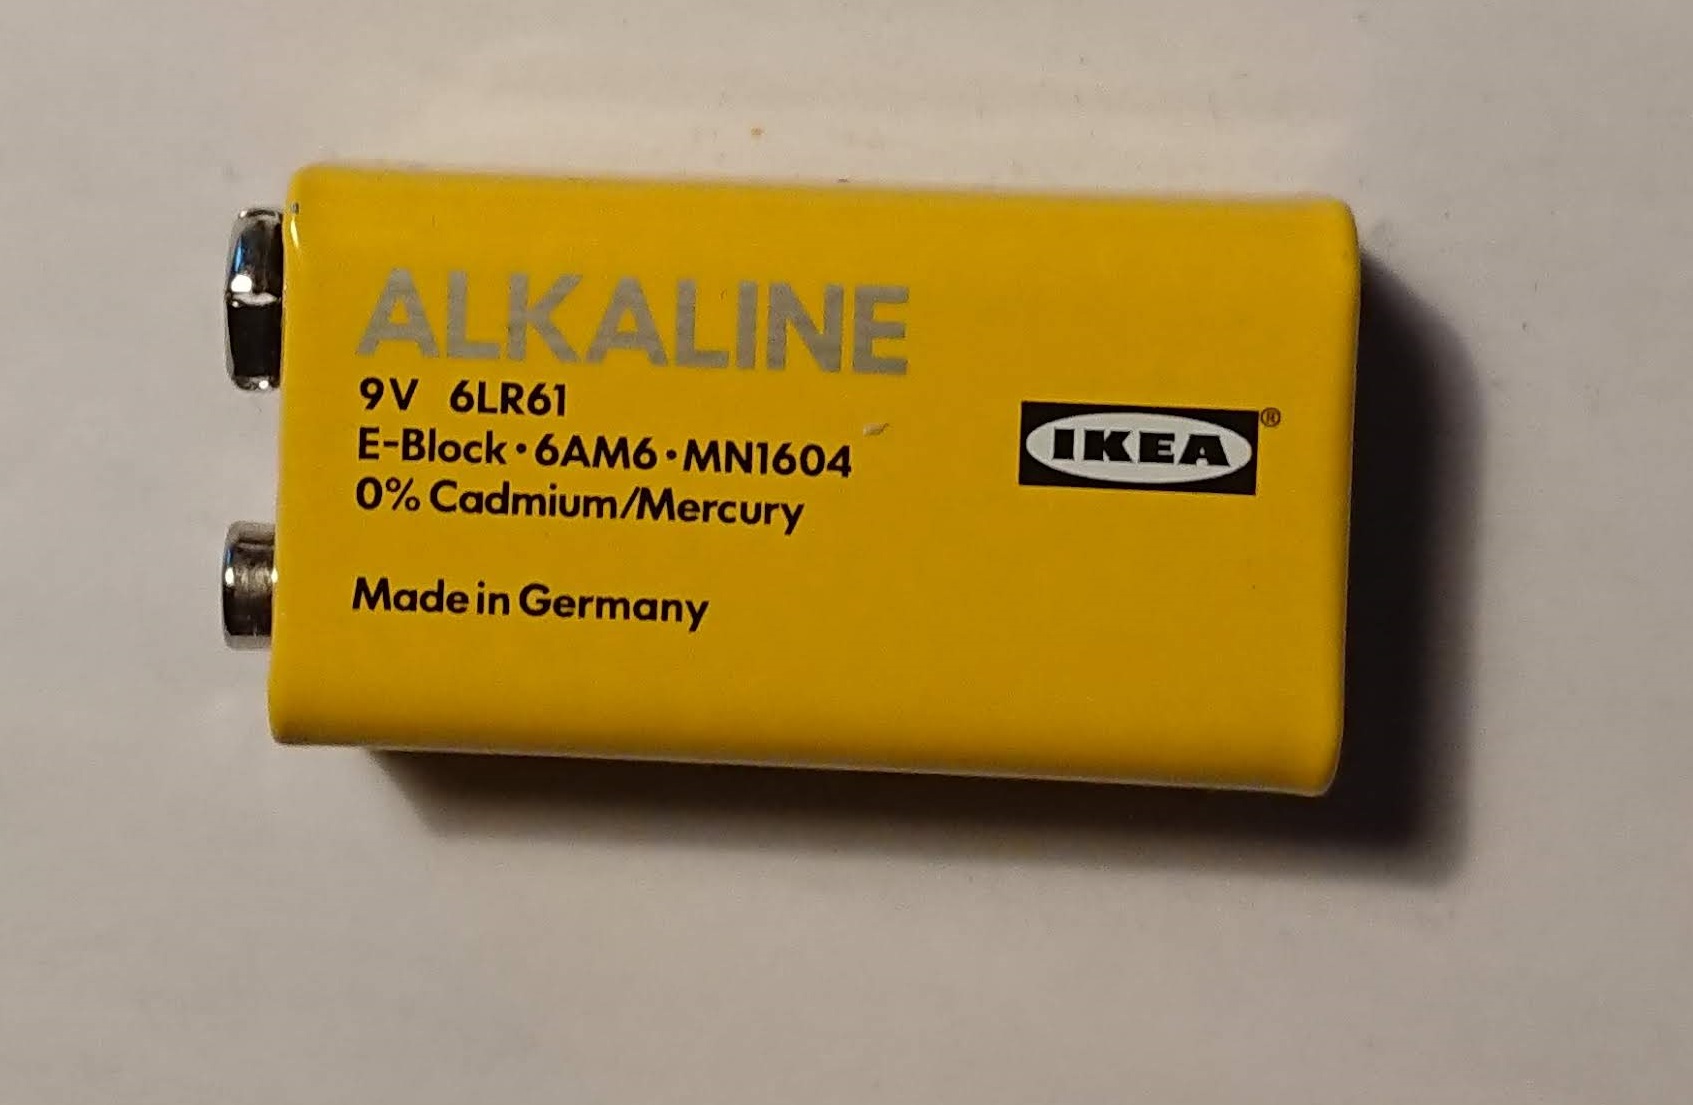 ALKALINE
9V 6LR61
E-Block • 6AM6 • MN1604
0% Cadmium/Mercury
Made in Germany
IKEA®